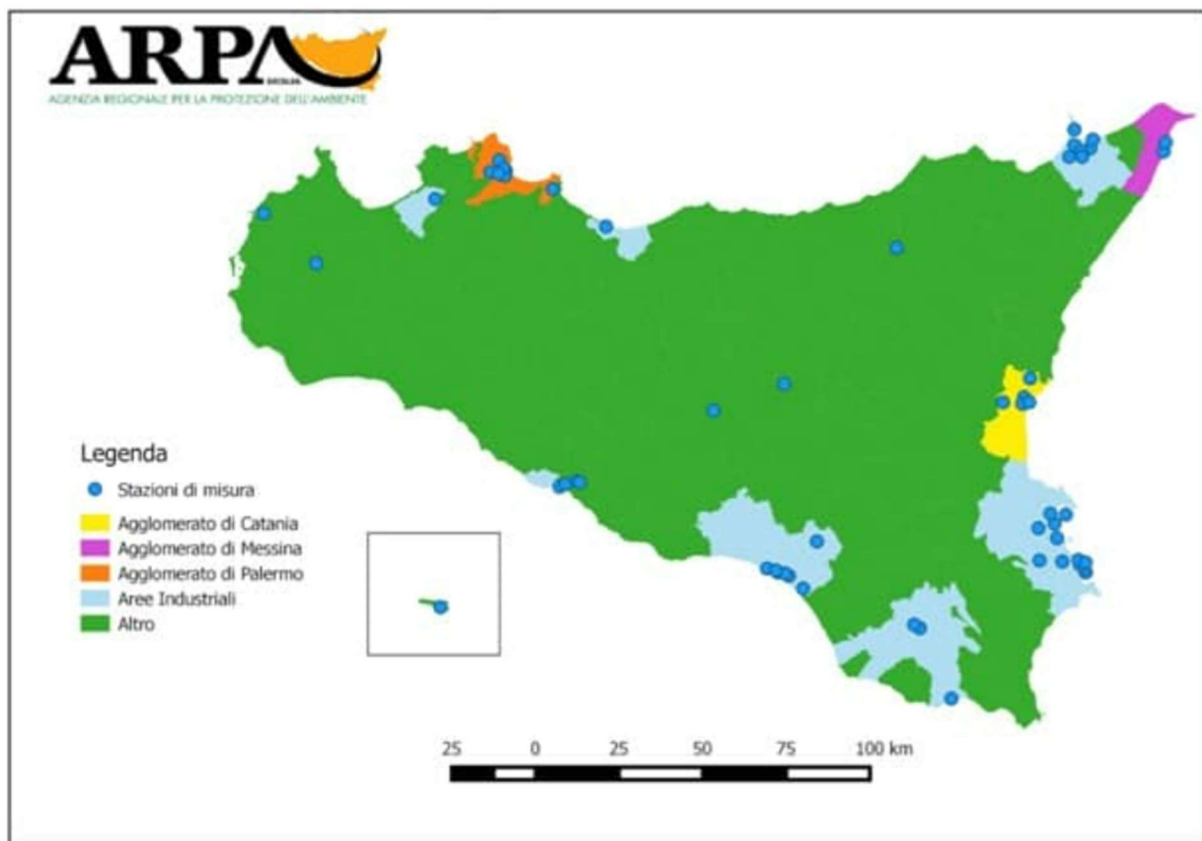 ARPA
SICILIA
AGENZIA REGIONALE PER LA PROTEZIONE DELL'AMBIENTE
Legenda
Stazioni di misura
Agglomerato di Catania
Agglomerato di Messina
Agglomerato di Palermo
Aree Industriali
Altro
25 0 25 50 75 100 km